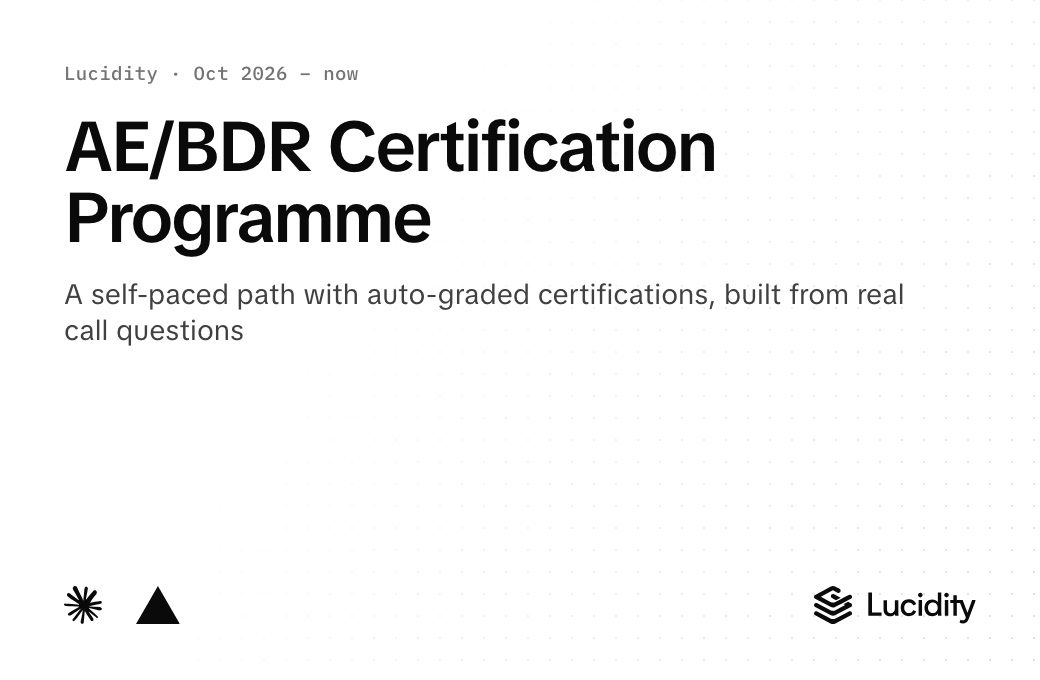 Lucidity · Oct 2026 – now
AE/BDR Certification
Programme
A self-paced path with auto-graded certifications, built from real
call questions
Lucidity